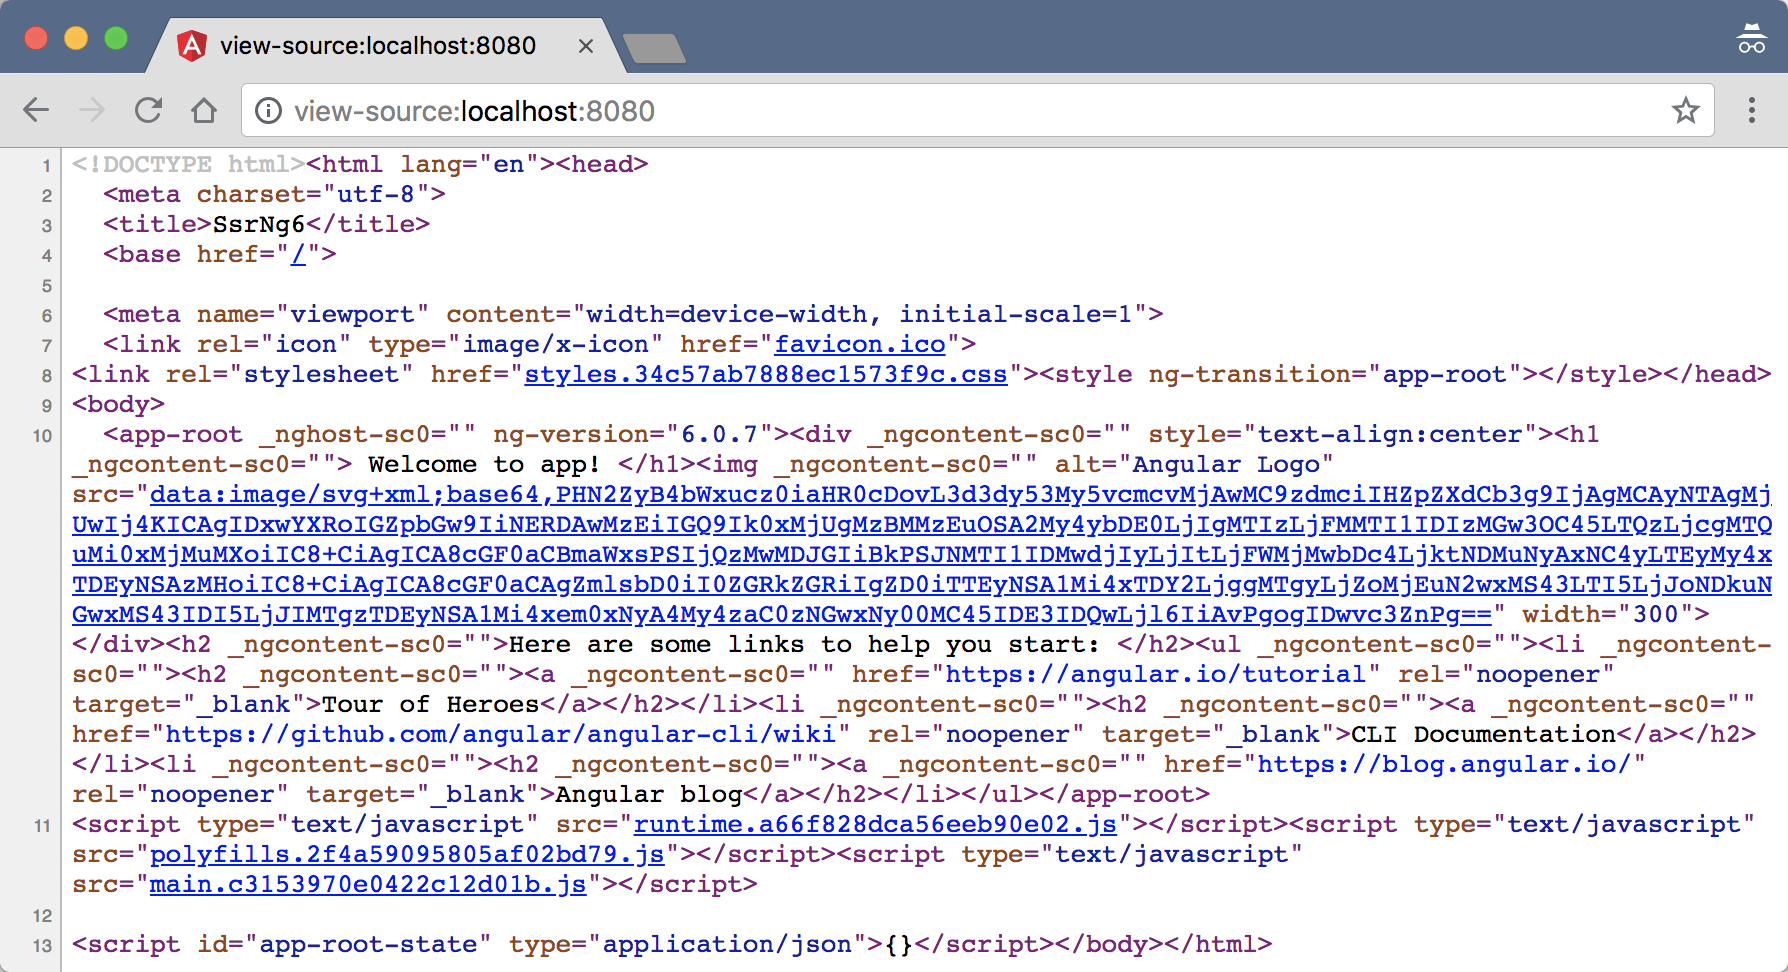 view-source:localhost:8080
view-source:localhost:8080
1 <!DOCTYPE html><html lang="en"><head>
2 <meta charset="utf-8">
3 <title>SsrNg6</title>
4 <base href="/">
5
6 <meta name="viewport" content="width=device-width, initial-scale=1">
7 <link rel="icon" type="image/x-icon" href="favicon.ico">
8 <link rel="stylesheet" href="styles.34c57ab7888ec1573f9c.css"><style ng-transition="app-root"></style></head>
9 <body>
10 <app-root _nghost-sc0="" ng-version="6.0.7"><div _ngcontent-sc0="" style="text-align:center"><h1
_ngcontent-sc0=""> Welcome to app! </h1><img _ngcontent-sc0="" alt="Angular Logo"
src="data:image/svg+xml;base64,PHN2ZyB4bWxucz0iaHR0cDovL3d3dy53My5vcmcvMjAwMC9zdmciIHZpZXdCb3g9IjAgMCAyNTAgMj
UwIj4KICAgIDxwYXRoIGZpbGw9IiNERDAwMzEiIGQ9Ik0xMjUgMzBMMzEuOSA2My4ybDE0LjIgMTIzLjFMMTI1IDIzMGw3OC45LTQzLjcgMTQ
uMi0xMjMuMXoiIC8+CiAgICA8cGF0aCBmaWxsPSIjQzMwMDJGIiBkPSJNMTI1IDMwdjIyLjItLjFWMjMwbDc4LjktNDMuNyAxNC4yLTEyMy4x
TDEyNSAzMHoiIC8+CiAgICA8cGF0aCAgZmlsbD0iI0ZGRkZGRiIgZD0iTTEyNSA1Mi4xTDY2LjggMTgyLjZoMjEuN2wxMS43LTI5LjJoNDkuN
GwxMS43IDI5LjJIMTgzTDEyNSA1Mi4xem0xNyA4My4zaC0zNGwxNy00MC45IDE3IDQwLjl6IiAvPgogIDwvc3ZnPg==" width="300">
</div><h2 _ngcontent-sc0="">Here are some links to help you start: </h2><ul _ngcontent-sc0=""><li _ngcontent-
sc0=""><h2 _ngcontent-sc0=""><a _ngcontent-sc0="" href="https://angular.io/tutorial" rel="noopener"
target="_blank">Tour of Heroes</a></h2></li><li _ngcontent-sc0=""><h2 _ngcontent-sc0=""><a _ngcontent-sc0=""
href="https://github.com/angular/angular-cli/wiki" rel="noopener" target="_blank">CLI Documentation</a></h2>
</li><li _ngcontent-sc0=""><h2 _ngcontent-sc0=""><a _ngcontent-sc0="" href="https://blog.angular.io/"
rel="noopener" target="_blank">Angular blog</a></h2></li></ul></app-root>
11 <script type="text/javascript" src="runtime.a66f828dca56eeb90e02.js"></script><script type="text/javascript"
src="polyfills.2f4a59095805af02bd79.js"></script><script type="text/javascript"
src="main.c3153970e0422c12d01b.js"></script>
12
13 <script id="app-root-state" type="application/json">{}</script></body></html>